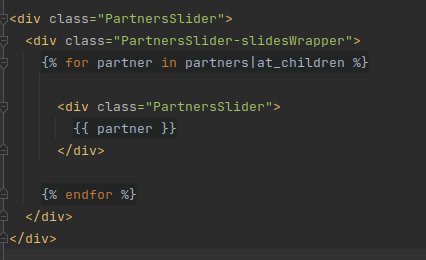 <div class="PartnersSlider">
<div class="PartnersSlider-slidesWrapper">
{% for partner in partners|at_children %}
<div class="PartnersSlider">
{{ partner }}
</div>
{% endfor %}
</div>
</div>